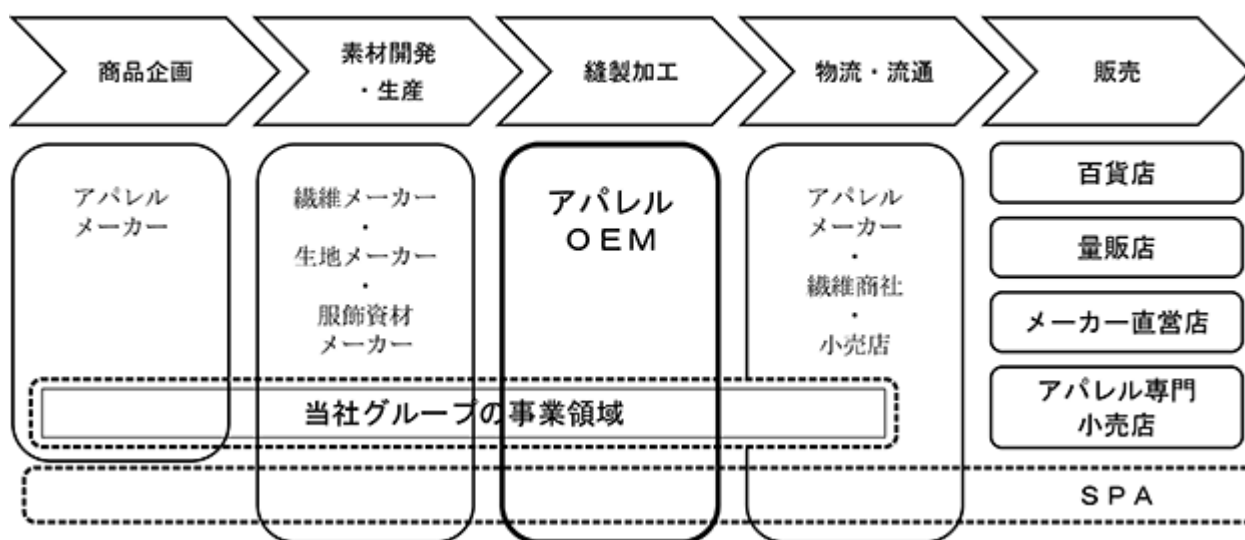 商品企画
素材開発
・生産
縫製加工
物流・流通
販売
アパレル
メーカー
繊維メーカー
・
生地メーカー
・
服飾資材
メーカー
アパレル
ＯＥＭ
アパレル
メーカー
・
繊維商社
・
小売店
百貨店
量販店
メーカー直営店
アパレル専門
小売店
当社グループの事業領域
ＳＰＡ